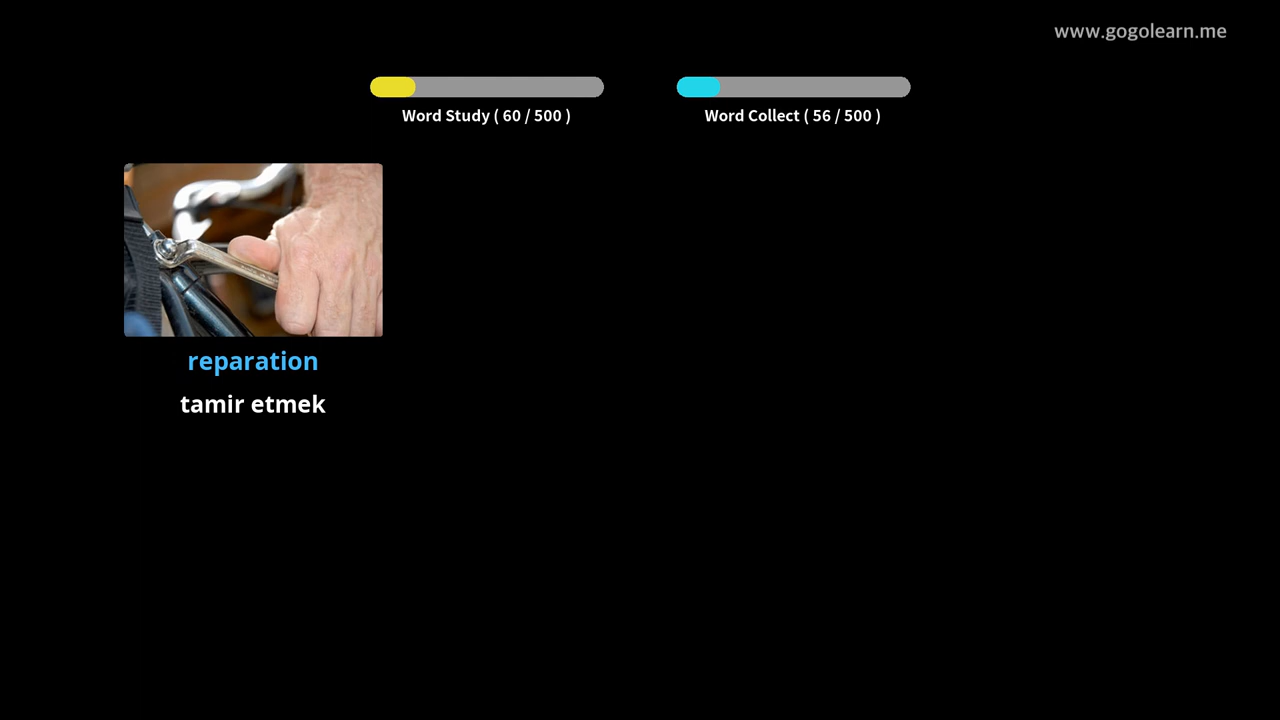 www.gogolearn.me
Word Study ( 60 / 500 )
Word Collect ( 56 / 500 )
reparation
tamir etmek